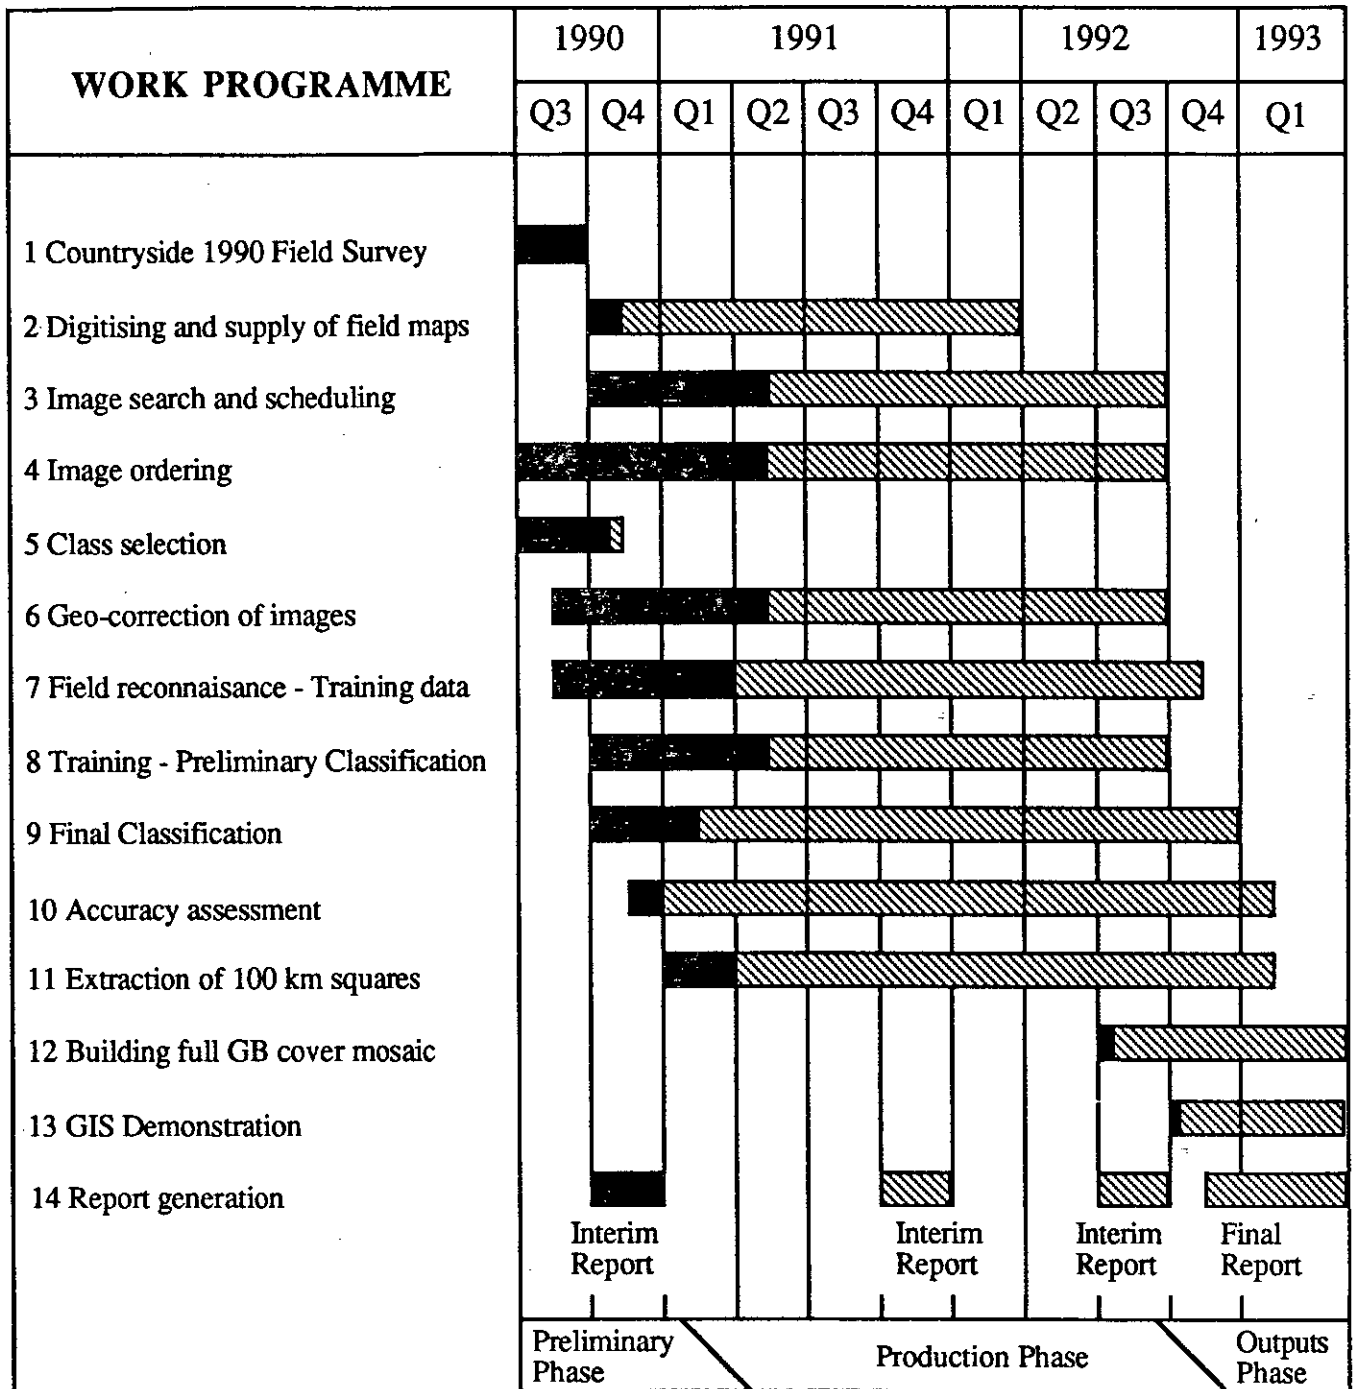 WORK PROGRAMME
1990 1991 1992 1993
Q3 Q4 Q1 Q2 Q3 Q4 Q1 Q2 Q3 Q4 Q1
1 Countryside 1990 Field Survey
2 Digitising and supply of field maps
3 Image search and scheduling
4 Image ordering
5 Class selection
6 Geo-correction of images
7 Field reconnaisance - Training data
8 Training - Preliminary Classification
9 Final Classification
10 Accuracy assessment
11 Extraction of 100 km squares
12 Building full GB cover mosaic
13 GIS Demonstration
14 Report generation
Interim Interim Interim Final
Report Report Report Report
Preliminary Production Phase Outputs
Phase Phase